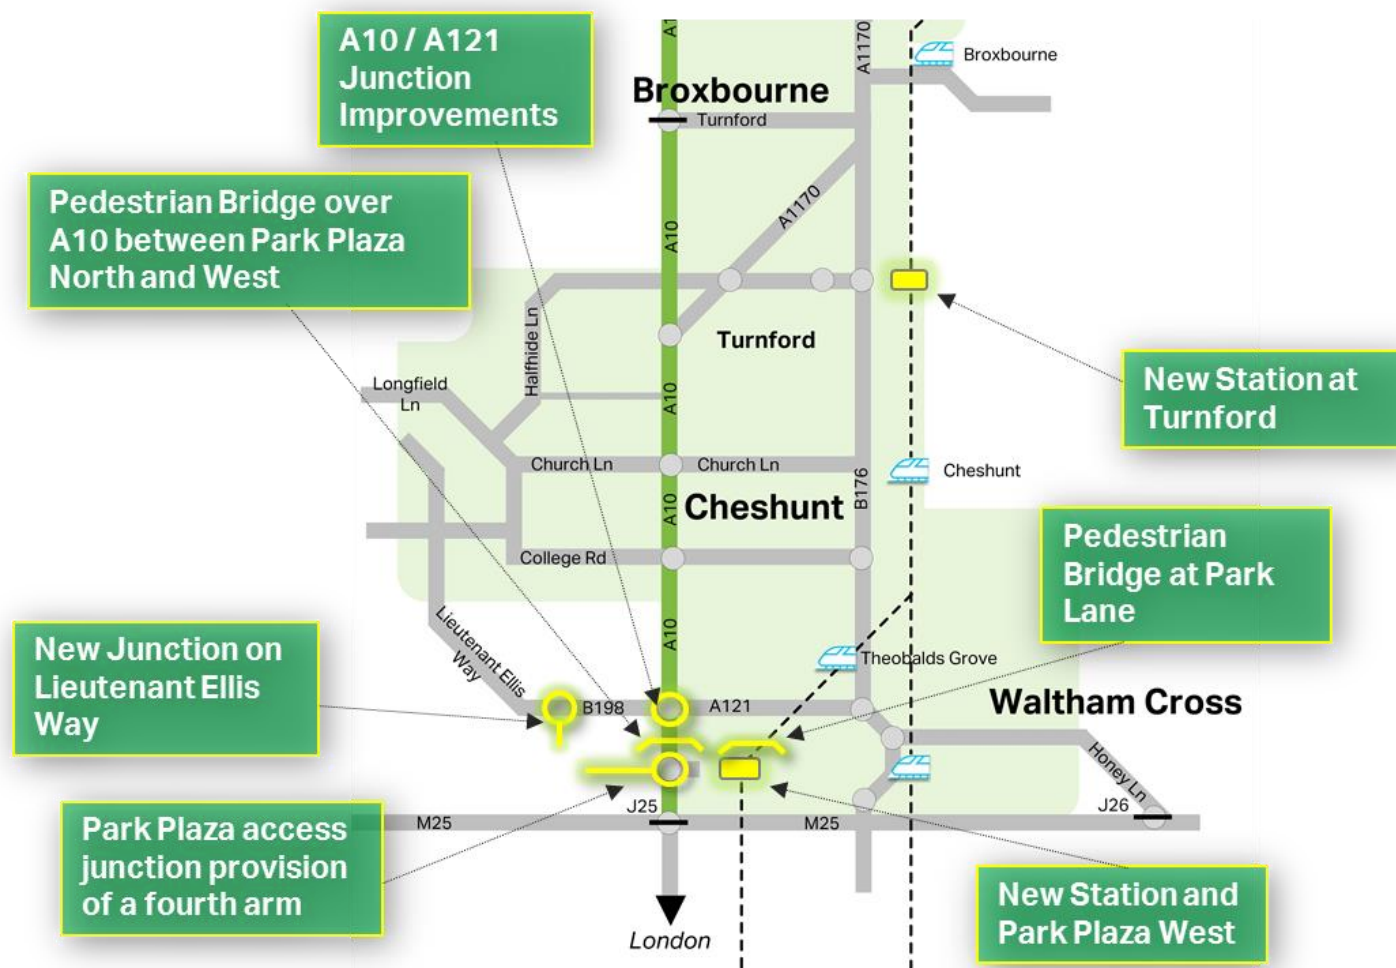 A10 / A121
Junction
Improvements
A1
A1170
Broxbourne
Broxbourne
Turnford
Pedestrian Bridge over
A10 between Park Plaza
North and West
A1170
A10
Halfhide Ln
Turnford
New Station at
Turnford
Longfield
Ln
A10
Church Ln
Church Ln
Cheshunt
B176
A10
Cheshunt
College Rd
Pedestrian
Bridge at Park
Lane
New Junction on
Lieutenant Ellis
Way
Lieutenant Ellis
Way
A10
Theobalds Grove
B198
A121
Waltham Cross
Honey Ln
J25
J26
M25
M25
Park Plaza access
junction provision
of a fourth arm
New Station and
Park Plaza West
London